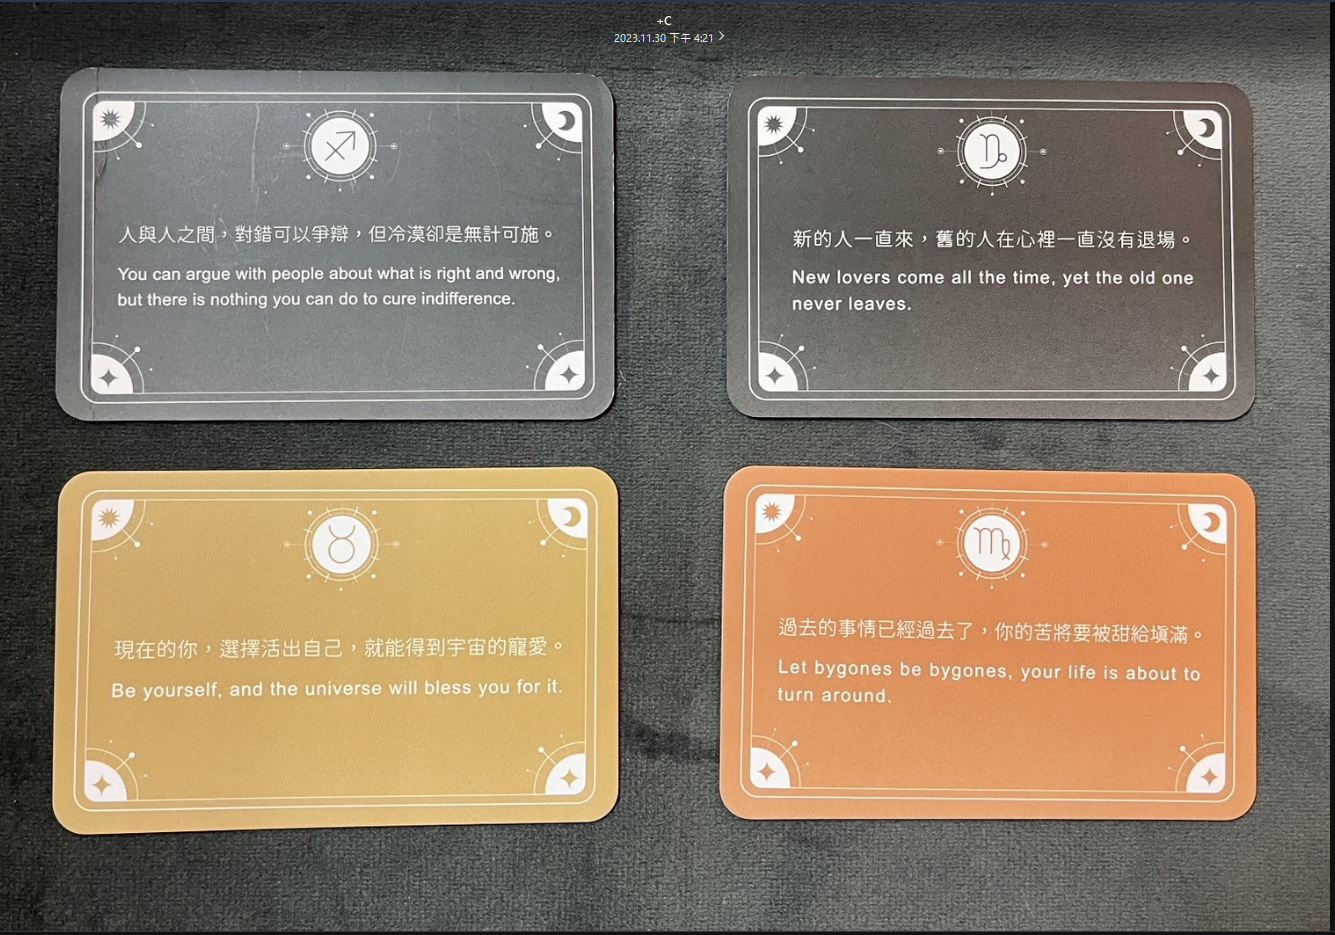 +C
2023.11.30 下午 4:21
人與人之間，對錯可以爭辯，但冷漠卻是無計可施。
You can argue with people about what is right and wrong,
but there is nothing you can do to cure indifference.
新的人一直來，舊的人在心裡一直沒有退場。
New lovers come all the time, yet the old one
never leaves.
現在的你，選擇活出自己，就能得到宇宙的寵愛。
Be yourself, and the universe will bless you for it.
過去的事情已經過去了，你的苦將要被甜給填滿。
Let bygones be bygones, your life is about to
turn around.